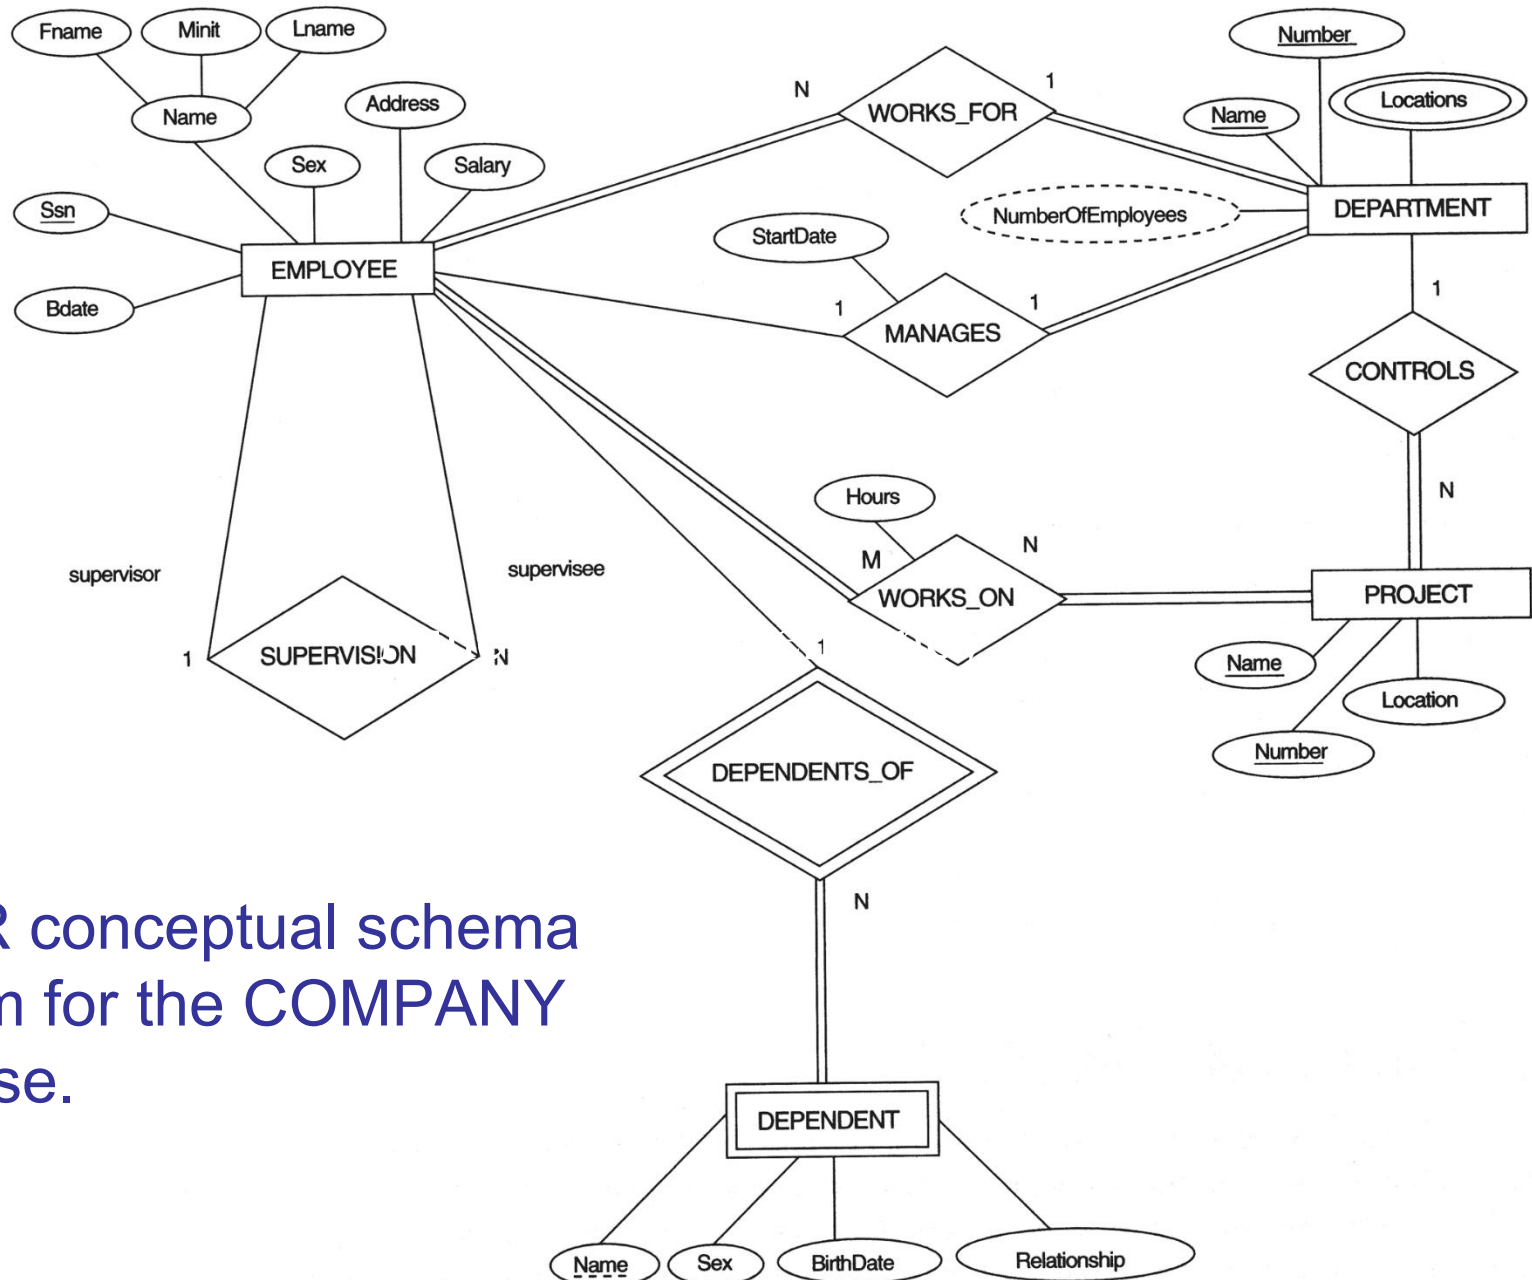 Fname
Minit
Lname
Name
Address
Sex
Salary
Ssn
Bdate
EMPLOYEE
N
WORKS_FOR
1
Number
Name
Locations
NumberOfEmployees
DEPARTMENT
StartDate
1
MANAGES
1
1
CONTROLS
N
Hours
M
WORKS_ON
N
PROJECT
Name
Number
Location
supervisor
supervisee
1
SUPERVISION
N
1
DEPENDENTS_OF
N
R conceptual schema
m for the COMPANY
se.
DEPENDENT
Name
Sex
BirthDate
Relationship